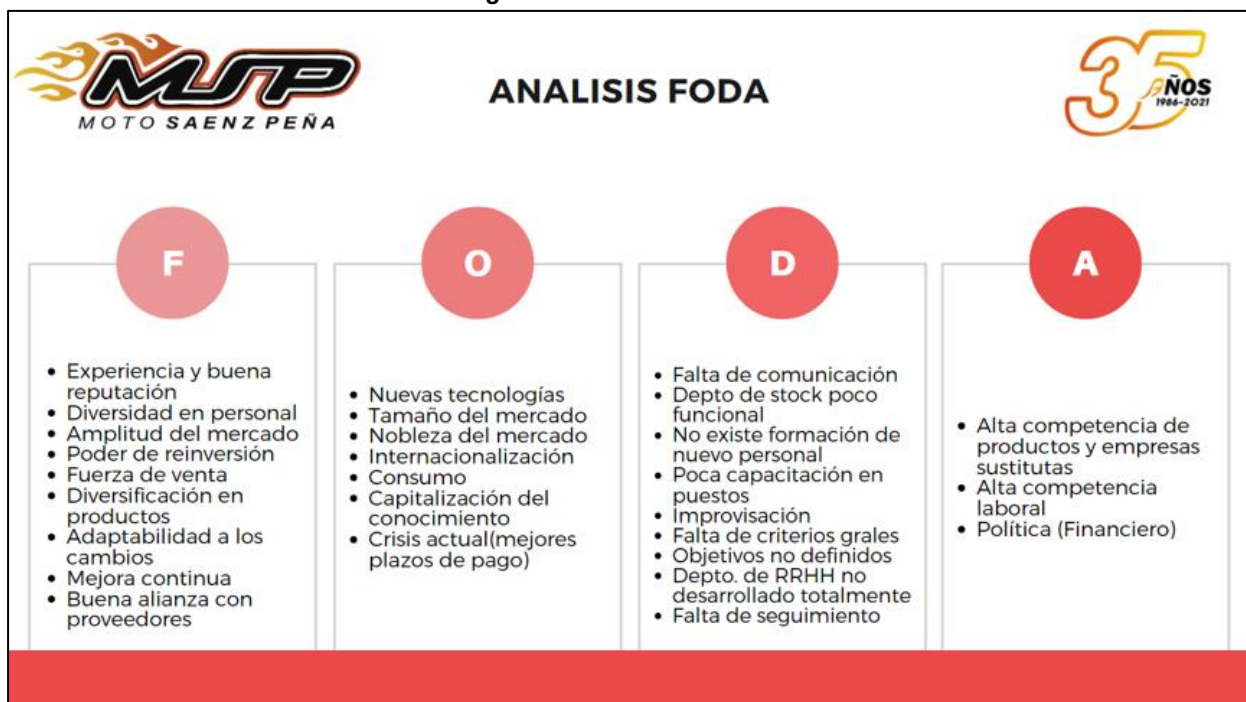 MSP
MOTO SAENZ PEÑA
ANALISIS FODA
35
AÑOS
1986-2021
F
Experiencia y buena
reputación
Diversidad en personal
Amplitud del mercado
Poder de reinversión
Fuerza de venta
Diversificación en
productos
Adaptabilidad a los
cambios
Mejora continua
Buena alianza con
proveedores
O
Nuevas tecnologías
Tamaño del mercado
Nobleza del mercado
Internacionalización
Consumo
Capitalización del
conocimiento
Crisis actual(mejores
plazos de pago)
D
Falta de comunicación
Depto de stock poco
funcional
No existe formación de
nuevo personal
Poca capacitación en
puestos
Improvisación
Falta de criterios grales
Objetivos no definidos
Depto. de RRHH no
desarrollado totalmente
Falta de seguimiento
A
Alta competencia de
productos y empresas
sustitutas
Alta competencia
laboral
Política (Financiero)